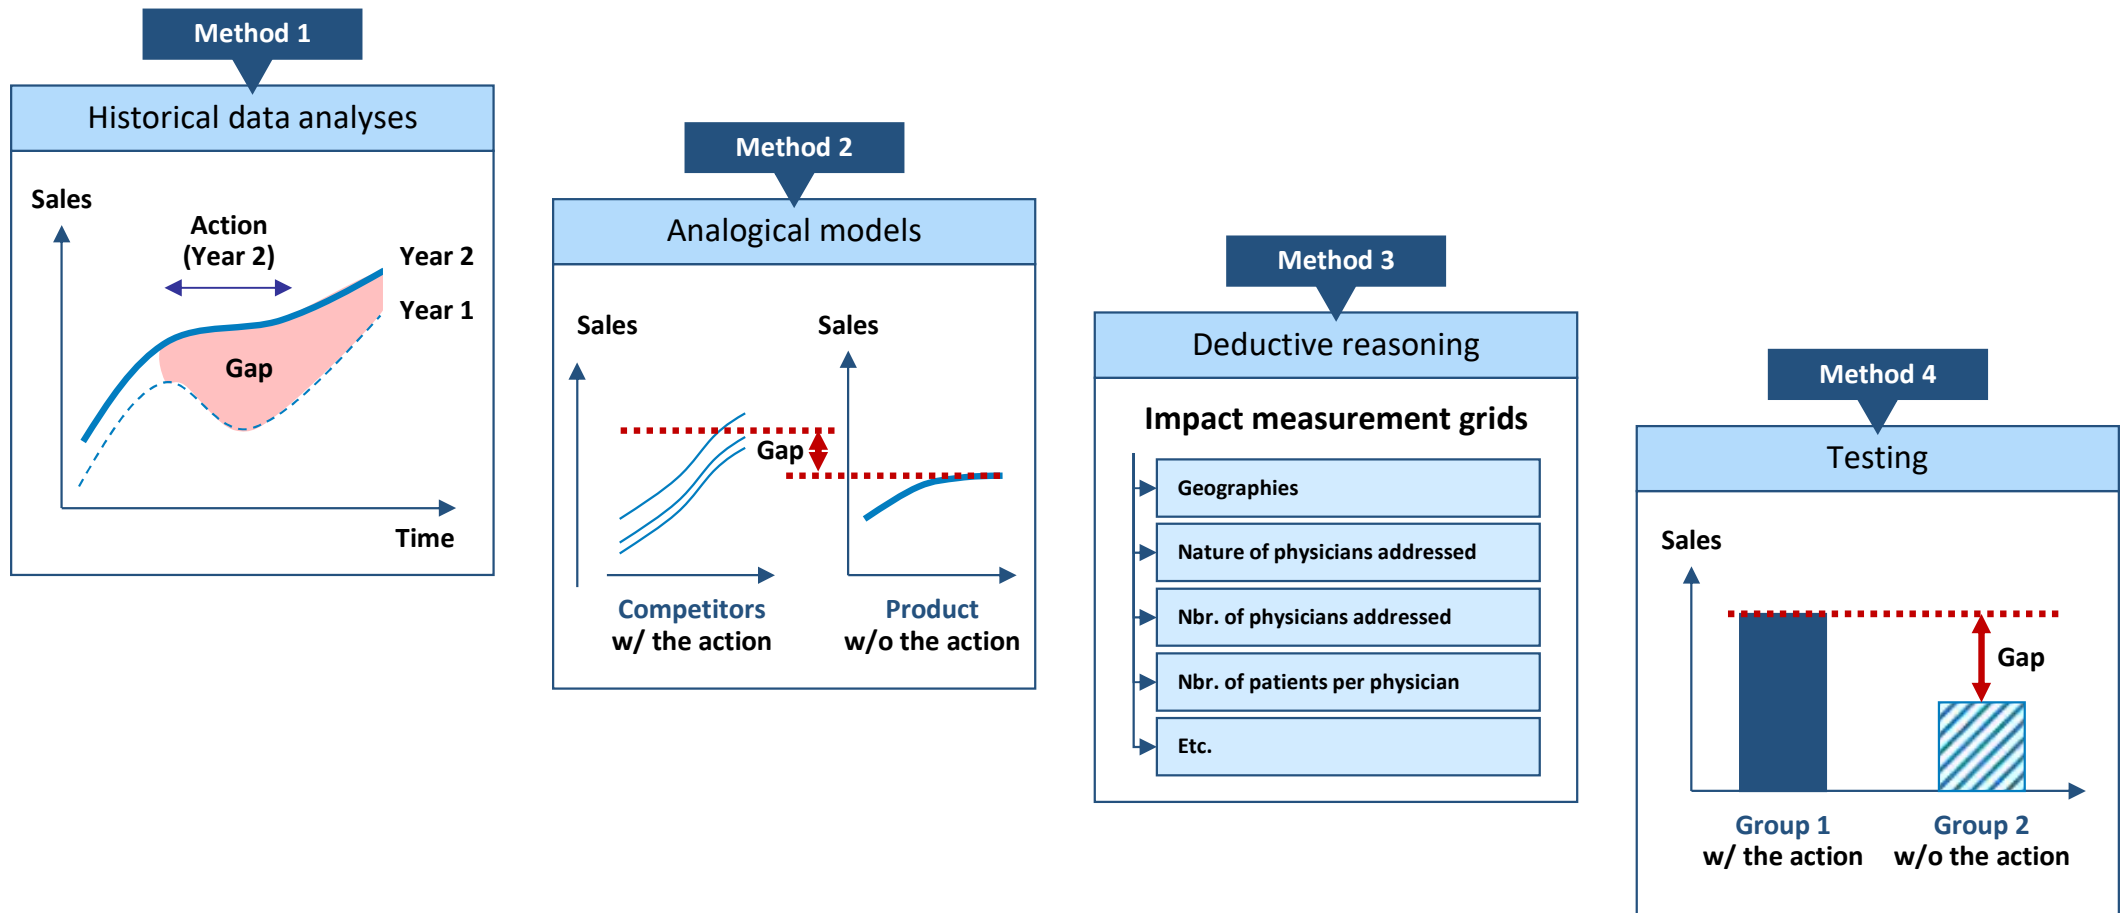 Method 1
Historical data analyses
Sales
Action
(Year 2)
Year 2
Year 1
Gap
Time
Method 2
Analogical models
Sales
Sales
Gap
Competitors
w/ the action
Product
w/o the action
Method 3
Deductive reasoning
Impact measurement grids
Geographies
Nature of physicians addressed
Nbr. of physicians addressed
Nbr. of patients per physician
Etc.
Method 4
Testing
Sales
Gap
Group 1
w/ the action
Group 2
w/o the action